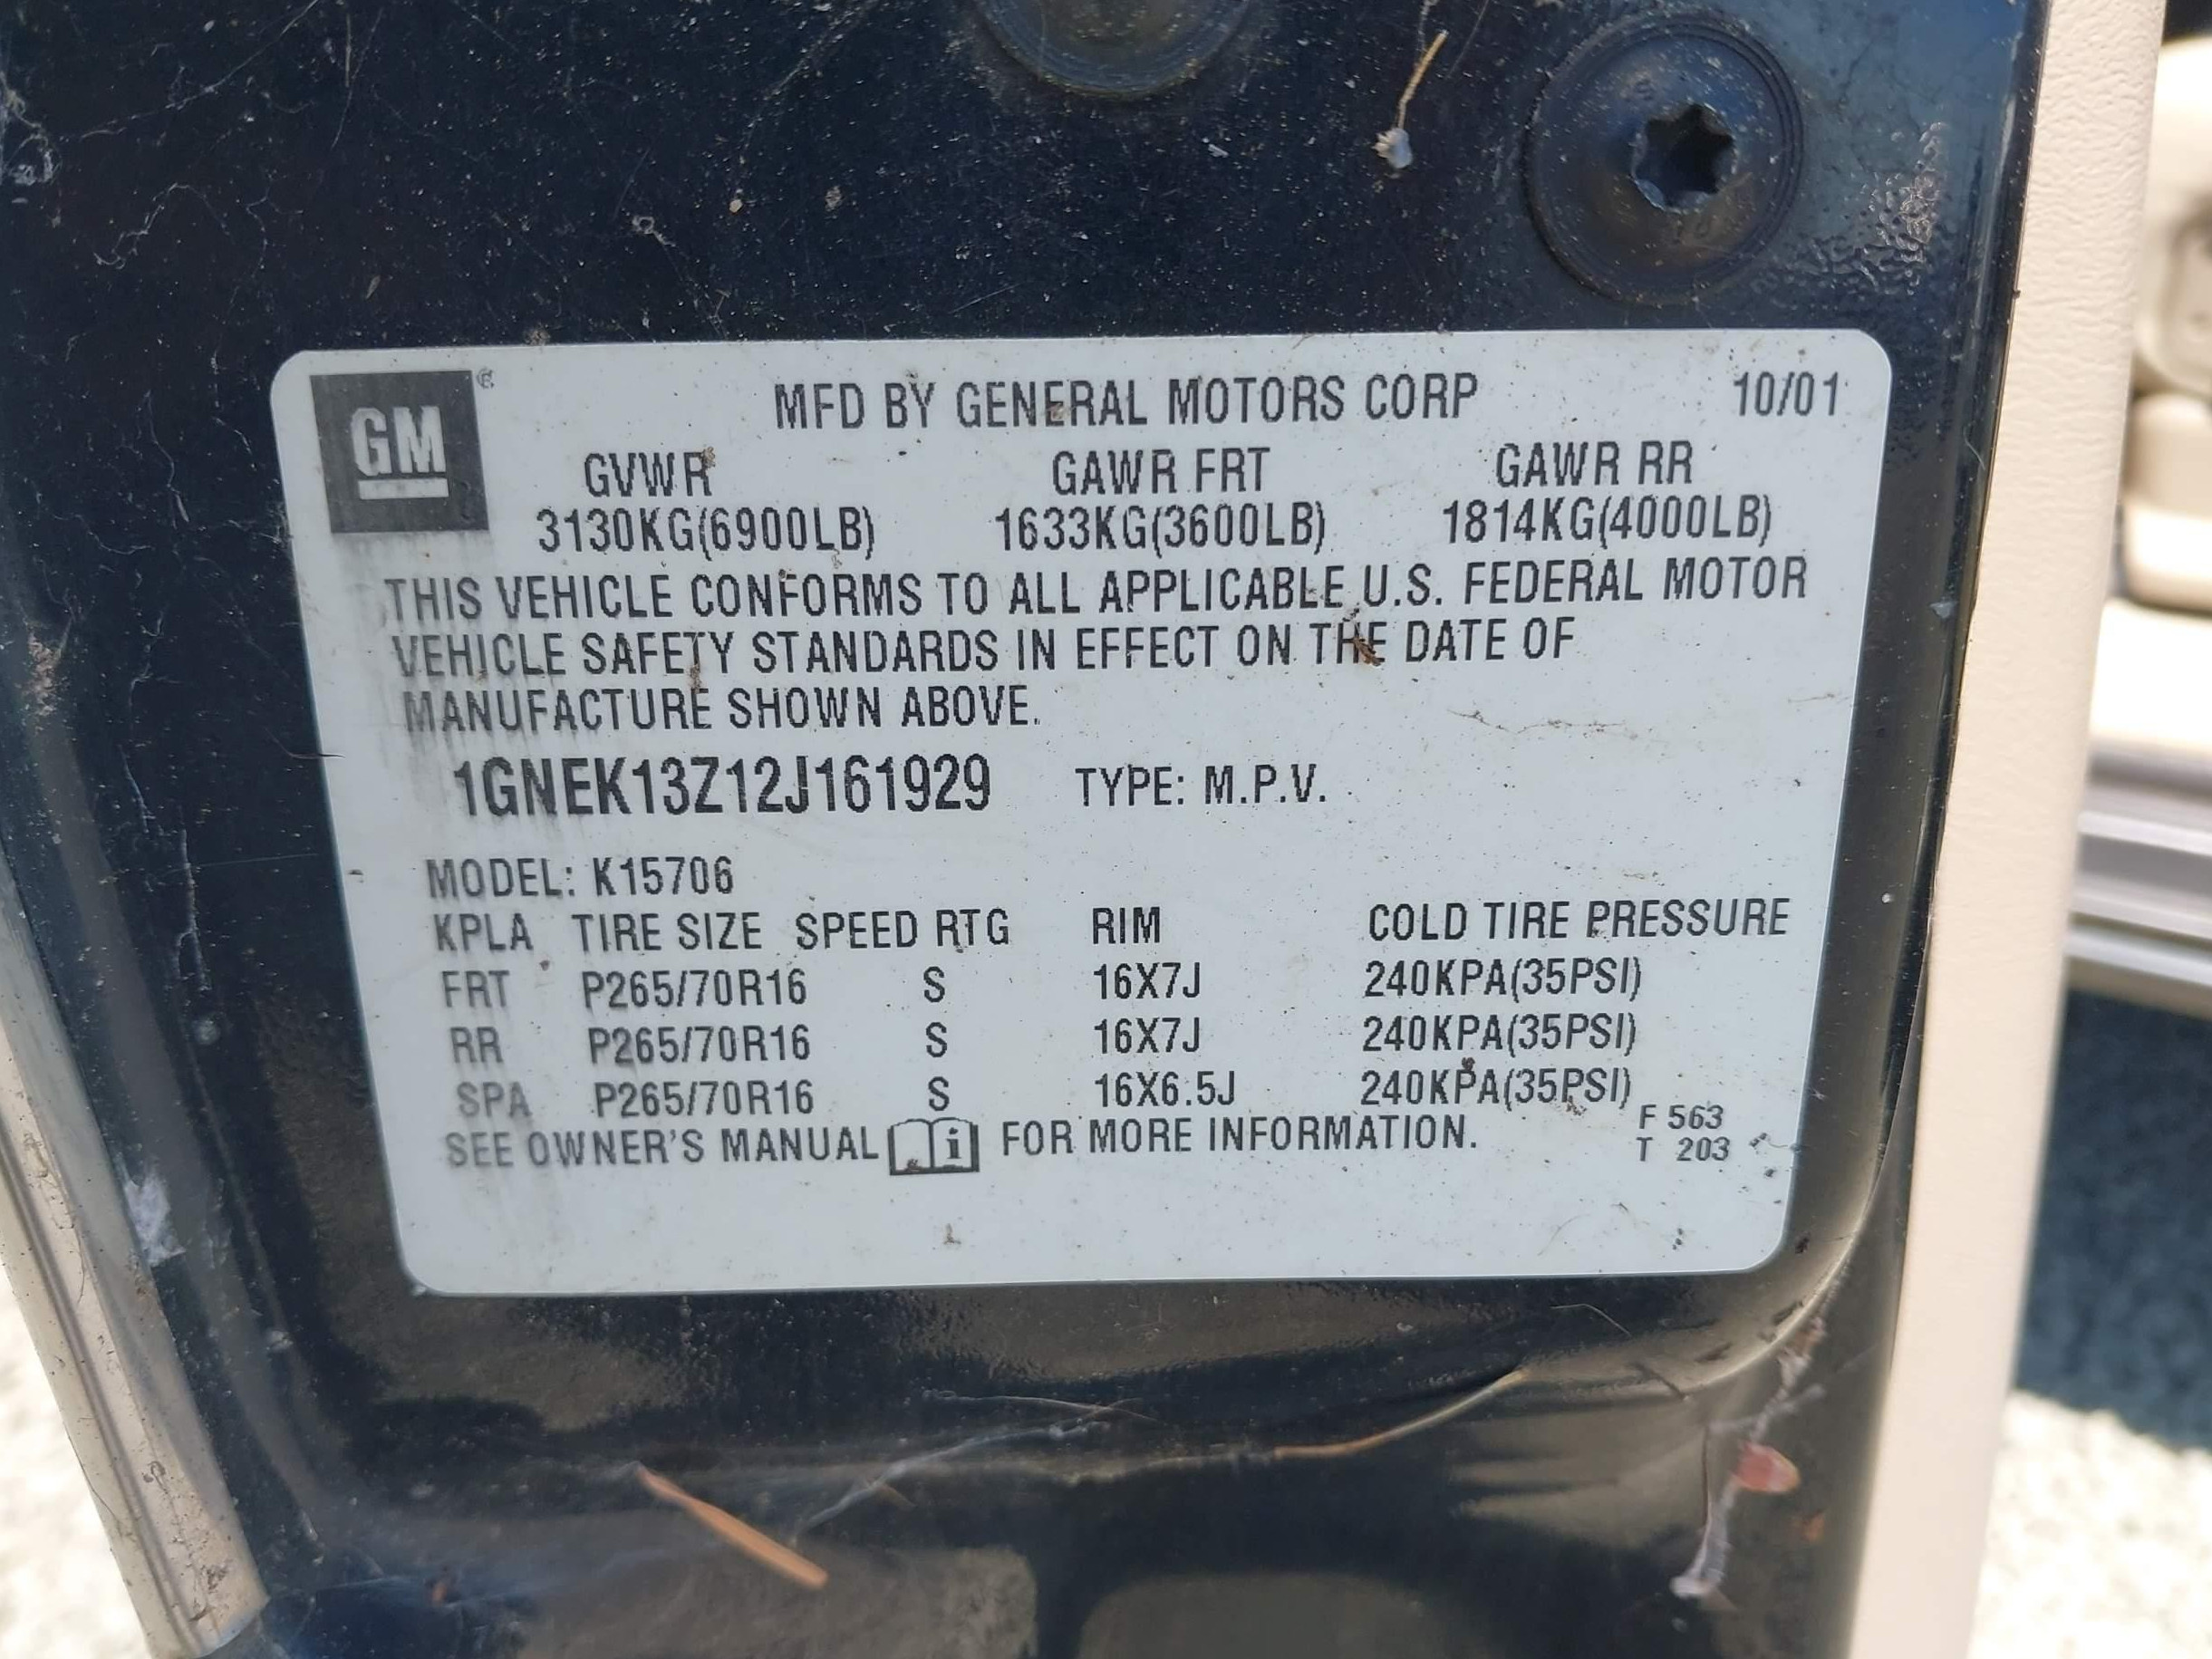 GM ® MFD BY GENERAL MOTORS CORP 10/01
GVWR GAWR FRT GAWR RR
3130KG(6900LB) 1633KG(3600LB) 1814KG(4000LB)
THIS VEHICLE CONFORMS TO ALL APPLICABLE U.S. FEDERAL MOTOR
VEHICLE SAFETY STANDARDS IN EFFECT ON THE DATE OF
MANUFACTURE SHOWN ABOVE.
1GNEK13Z12J161929 TYPE: M.P.V.
MODEL: K15706
KPLA TIRE SIZE SPEED RTG RIM COLD TIRE PRESSURE
FRT P265/70R16 S 16X7J 240KPA(35PSI)
RR P265/70R16 S 16X7J 240KPA(35PSI)
SPA P265/70R16 S 16X6.5J 240KPA(35PSI)
SEE OWNER'S MANUAL i FOR MORE INFORMATION.
F 563
T 203